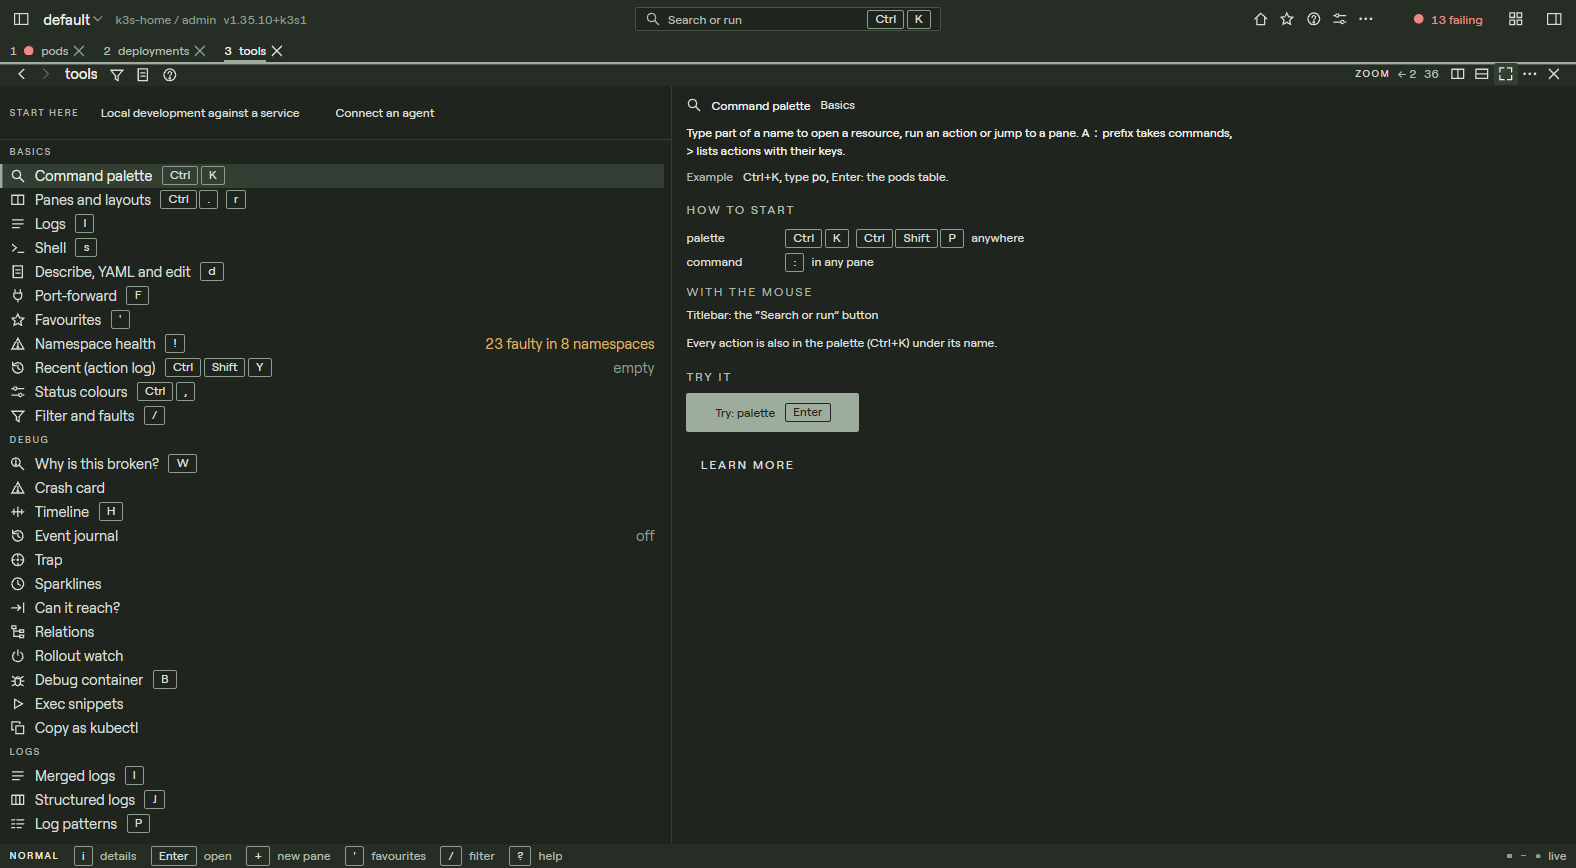 default k3s-home / admin v1.35.10+k3s1 Search or run Ctrl K 13 failing
1 pods 2 deployments 3 tools
tools ZOOM ← 2 36
START HERE Local development against a service Connect an agent
BASICS
Command palette Ctrl K
Panes and layouts Ctrl . r
Logs l
Shell s
Describe, YAML and edit d
Port-forward F
Favourites '
Namespace health ! 23 faulty in 8 namespaces
Recent (action log) Ctrl Shift Y empty
Status colours Ctrl ,
Filter and faults /
DEBUG
Why is this broken? W
Crash card
Timeline H
Event journal off
Trap
Sparklines
Can it reach?
Relations
Rollout watch
Debug container B
Exec snippets
Copy as kubectl
LOGS
Merged logs l
Structured logs J
Log patterns P
Command palette Basics
Type part of a name to open a resource, run an action or jump to a pane. A : prefix takes commands,
> lists actions with their keys.
Example Ctrl+K, type po, Enter: the pods table.
HOW TO START
palette Ctrl K Ctrl Shift P anywhere
command : in any pane
WITH THE MOUSE
Titlebar: the “Search or run” button
Every action is also in the palette (Ctrl+K) under its name.
TRY IT
Try: palette Enter
LEARN MORE
NORMAL i details Enter open + new pane ' favourites / filter ? help live